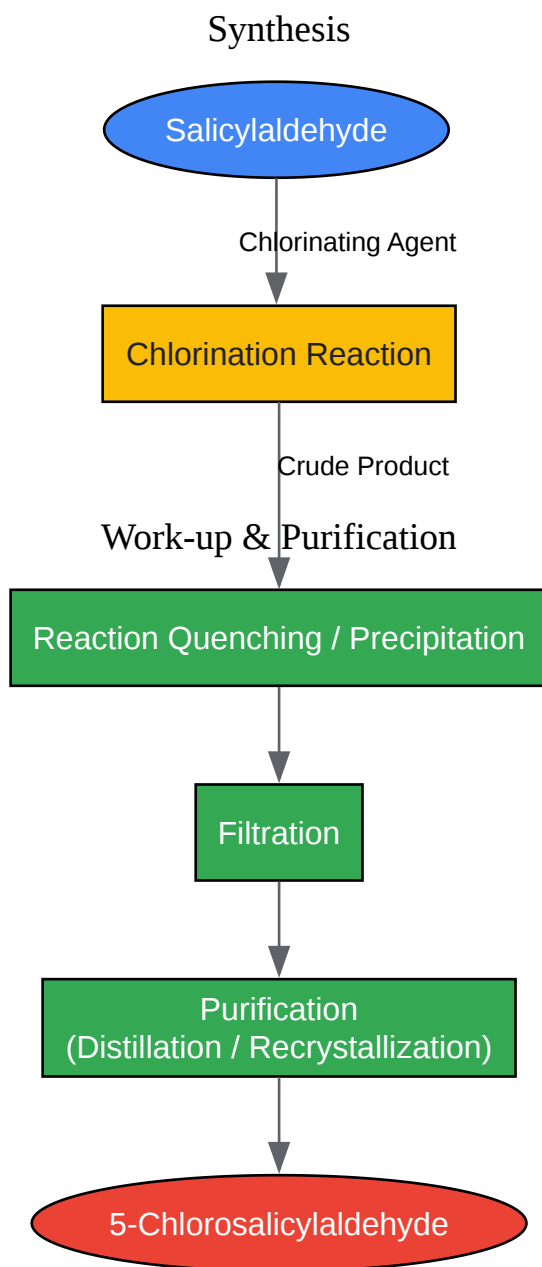 Synthesis
Salicylaldehyde
Chlorinating Agent
Chlorination Reaction
Crude Product
Work-up & Purification
Reaction Quenching / Precipitation
Filtration
Purification
(Distillation / Recrystallization)
5-Chlorosalicylaldehyde